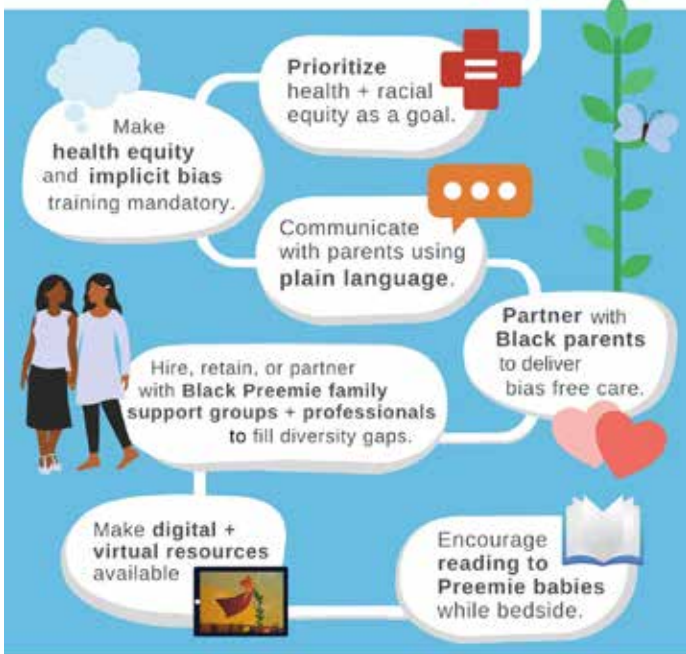 Prioritize
health + racial
equity as a goal.
Make
health equity
and implicit bias
training mandatory.
Communicate
with parents using
plain language.
Partner with
Black parents
to deliver
bias free care.
Hire, retain, or partner
with Black Preemie family
support groups + professionals
to fill diversity gaps.
Make digital +
virtual resources
available
Encourage
reading to
Preemie babies
while bedside.